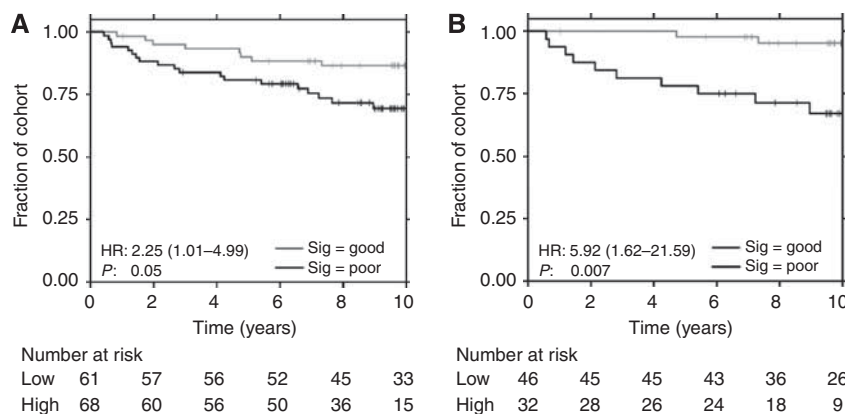 A
1.00
0.75
0.50
0.25
0.00
Fraction of cohort
HR: 2.25 (1.01–4.99)
P: 0.05
Sig = good
Sig = poor
0 2 4 6 8 10
Time (years)
Number at risk
Low 61 57 56 52 45 33
High 68 60 56 50 36 15
B
1.00
0.75
0.50
0.25
0.00
Fraction of cohort
HR: 5.92 (1.62–21.59)
P: 0.007
Sig = good
Sig = poor
0 2 4 6 8 10
Time (years)
Number at risk
Low 46 45 45 43 36 26
High 32 28 26 24 18 9